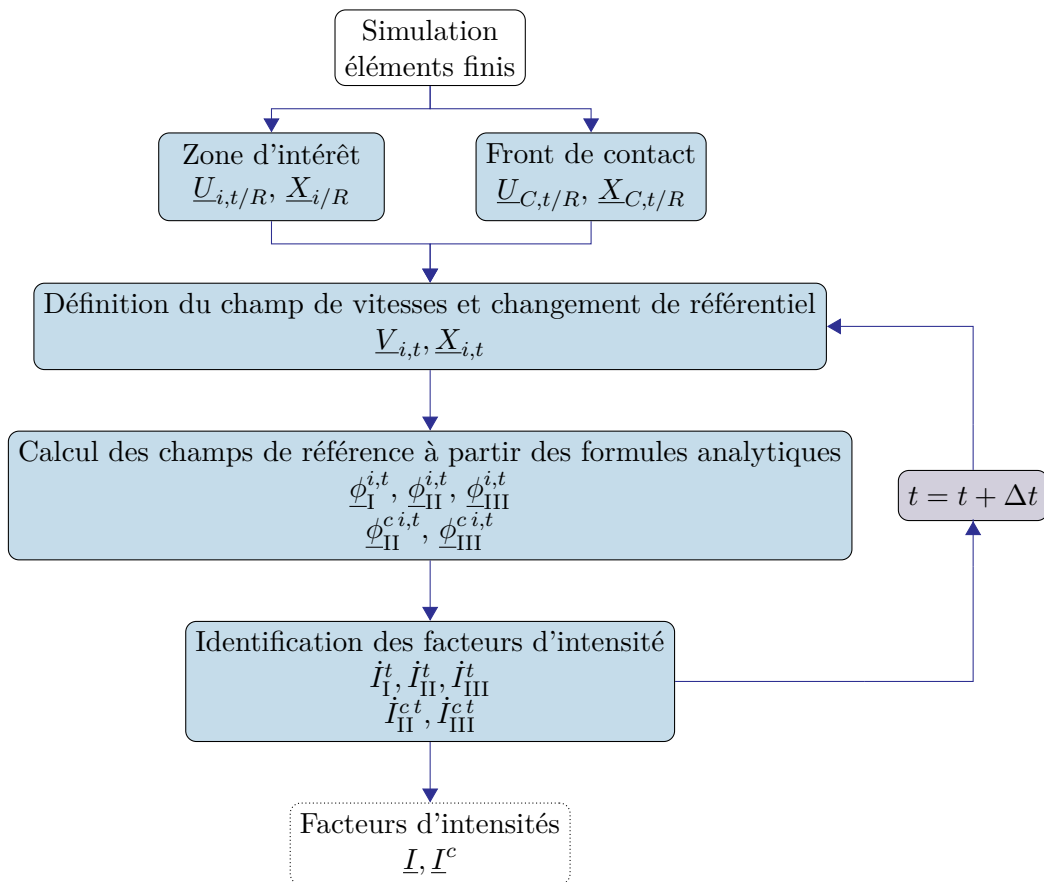 Simulation
éléments finis
Zone d'intérêt
U_{i,t/R}, X_{i/R}
Front de contact
U_{C,t/R}, X_{C,t/R}
Définition du champ de vitesses et changement de référentiel
V_{i,t}, X_{i,t}
Calcul des champs de référence à partir des formules analytiques
ϕ_I^{i,t}, ϕ_II^{i,t}, ϕ_III^{i,t}
ϕ_II^{c i,t}, ϕ_III^{c i,t}
t = t + Δt
Identification des facteurs d'intensité
İ_I^t, İ_II^t, İ_III^t
İ_II^{c t}, İ_III^{c t}
Facteurs d'intensités
I, I^c